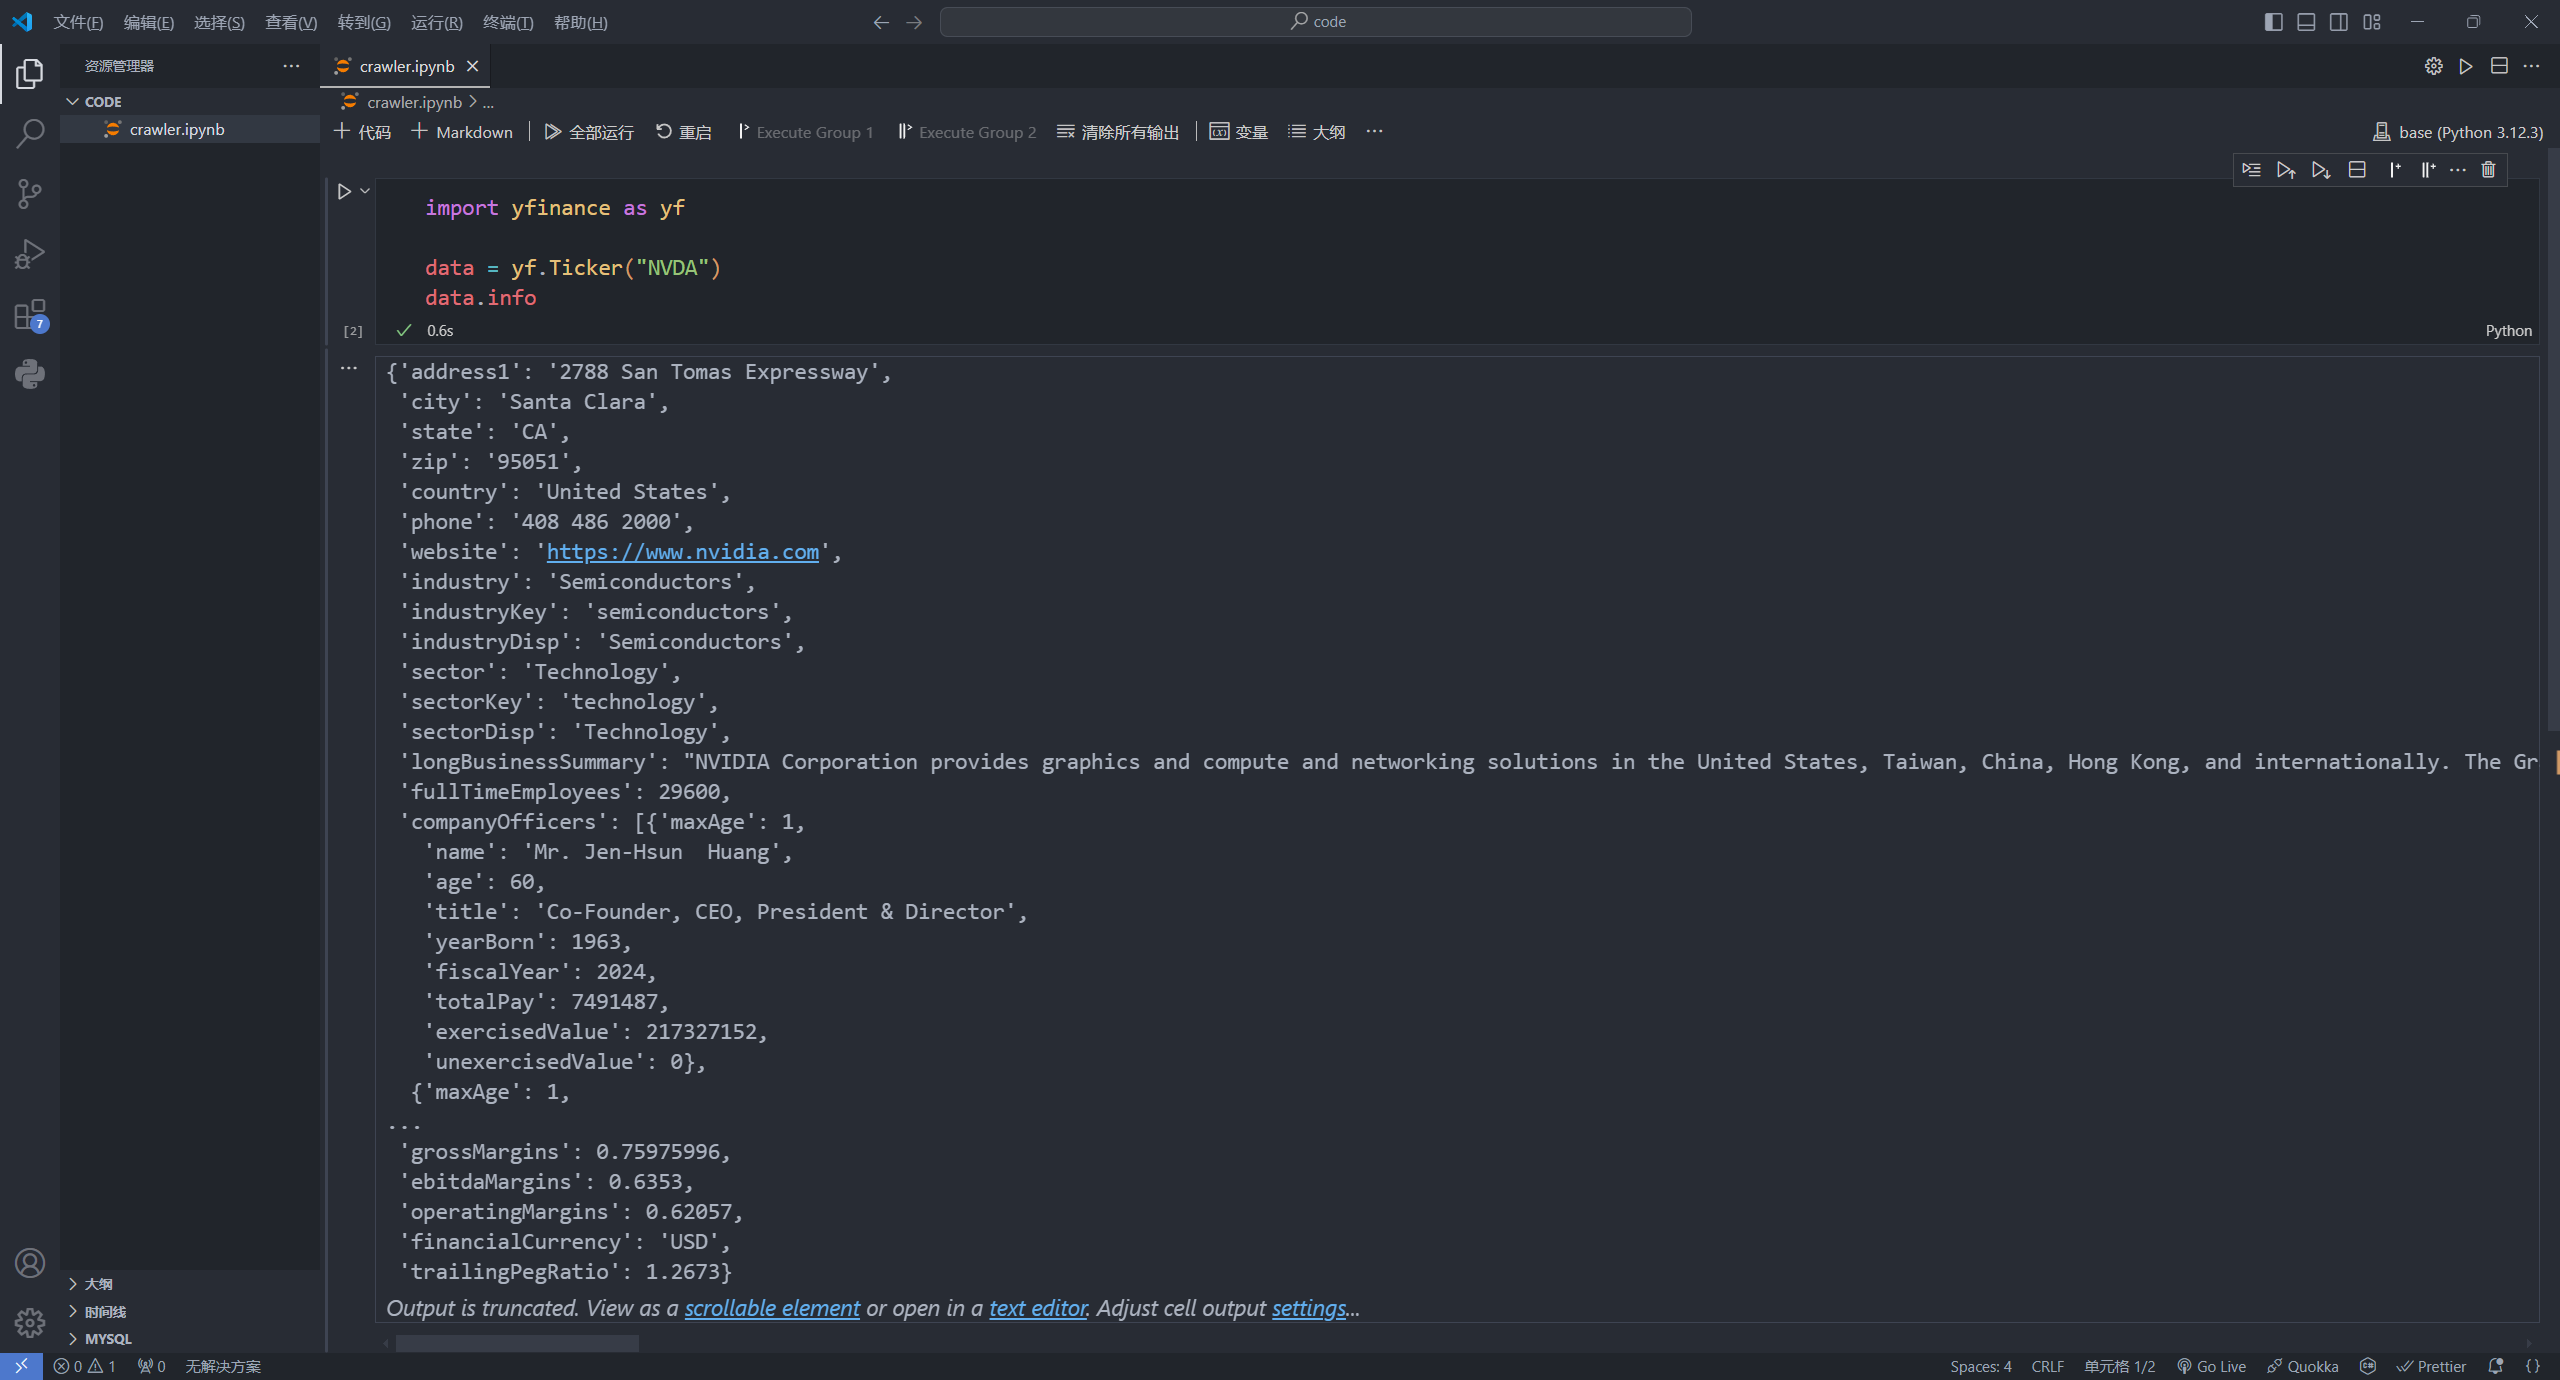 文件(F) 编辑(E) 选择(S) 查看(V) 转到(G) 运行(R) 终端(T) 帮助(H) code
资源管理器 crawler.ipynb
CODE
crawler.ipynb
crawler.ipynb > ...
代码 Markdown 全部运行 重启 Execute Group 1 Execute Group 2 清除所有输出 变量 大纲 base (Python 3.12.3)
import yfinance as yf
data = yf.Ticker("NVDA")
data.info
[2] 0.6s Python
{'address1': '2788 San Tomas Expressway',
'city': 'Santa Clara',
'state': 'CA',
'zip': '95051',
'country': 'United States',
'phone': '408 486 2000',
'website': 'https://www.nvidia.com',
'industry': 'Semiconductors',
'industryKey': 'semiconductors',
'industryDisp': 'Semiconductors',
'sector': 'Technology',
'sectorKey': 'technology',
'sectorDisp': 'Technology',
'longBusinessSummary': "NVIDIA Corporation provides graphics and compute and networking solutions in the United States, Taiwan, China, Hong Kong, and internationally. The Gr
'fullTimeEmployees': 29600,
'companyOfficers': [{'maxAge': 1,
'name': 'Mr. Jen-Hsun  Huang',
'age': 60,
'title': 'Co-Founder, CEO, President & Director',
'yearBorn': 1963,
'fiscalYear': 2024,
'totalPay': 7491487,
'exercisedValue': 217327152,
'unexercisedValue': 0},
{'maxAge': 1,
...
'grossMargins': 0.75975996,
'ebitdaMargins': 0.6353,
'operatingMargins': 0.62057,
'financialCurrency': 'USD',
'trailingPegRatio': 1.2673}
Output is truncated. View as a scrollable element or open in a text editor. Adjust cell output settings...
7
大纲
时间线
MYSQL
0 1 0 无解决方案 Spaces: 4 CRLF 单元格 1/2 Go Live Quokka Prettier {}